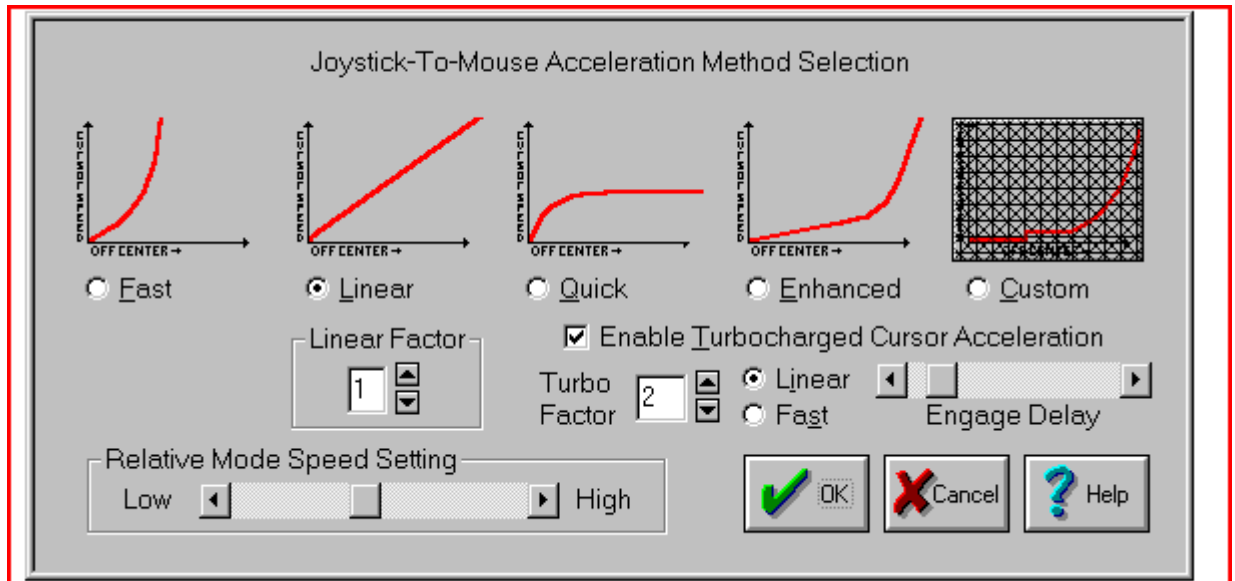 Joystick-To-Mouse Acceleration Method Selection
CURSOR SPEED
OFF CENTER→
CURSOR SPEED
OFF CENTER→
CURSOR SPEED
OFF CENTER→
CURSOR SPEED
OFF CENTER→
Fast
Linear
Quick
Enhanced
Custom
Linear Factor
1
Enable Turbocharged Cursor Acceleration
Turbo Factor
2
Linear
Fast
Engage Delay
Relative Mode Speed Setting
Low
High
OK
Cancel
Help